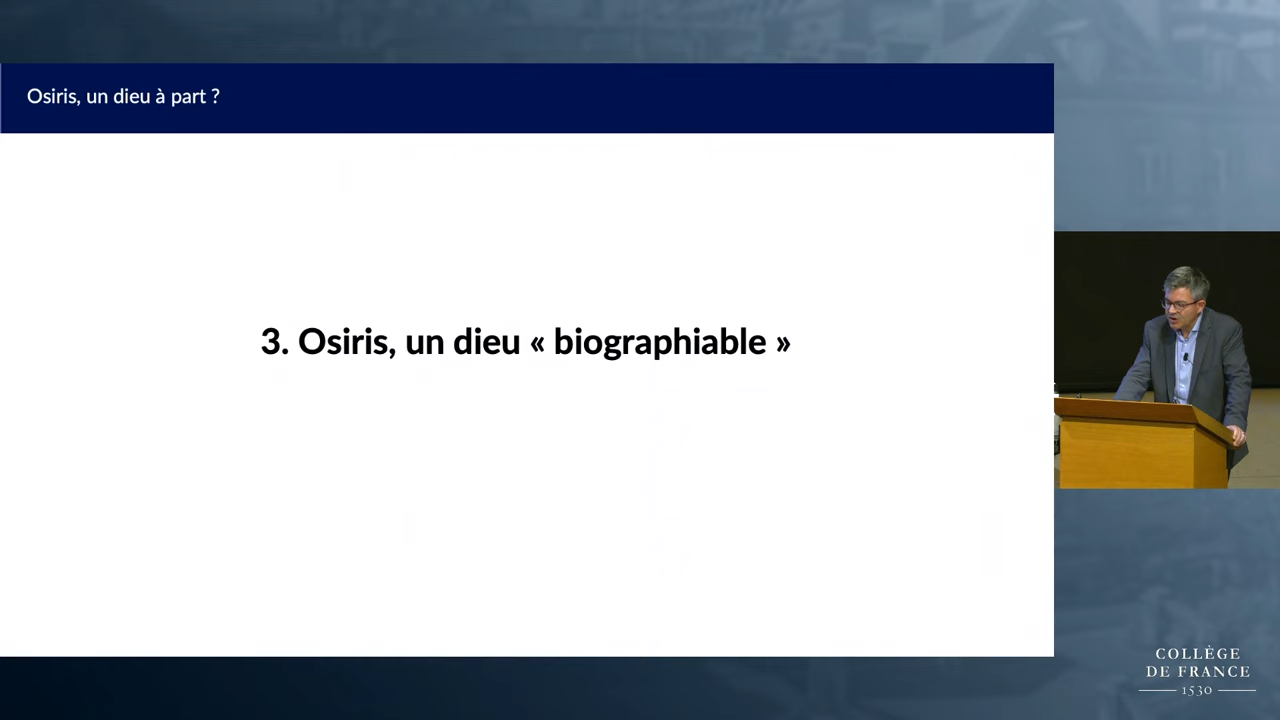 Osiris, un dieu à part ?
3. Osiris, un dieu « biographiable »
COLLÈGE
DE FRANCE
1530